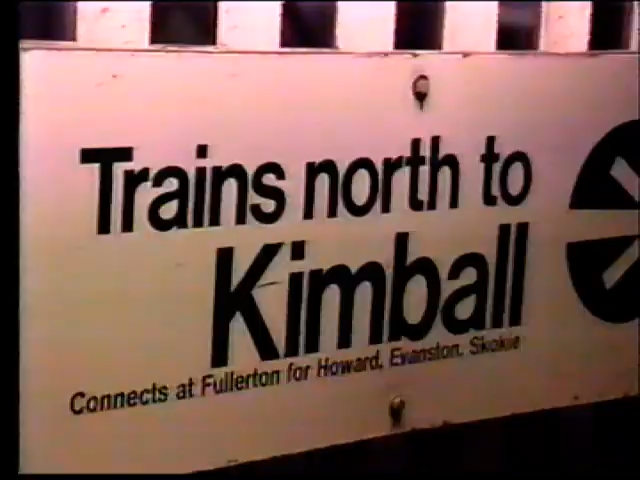 Trains north to
Kimball
Connects at Fullerton for Howard, Evanston, Skokie